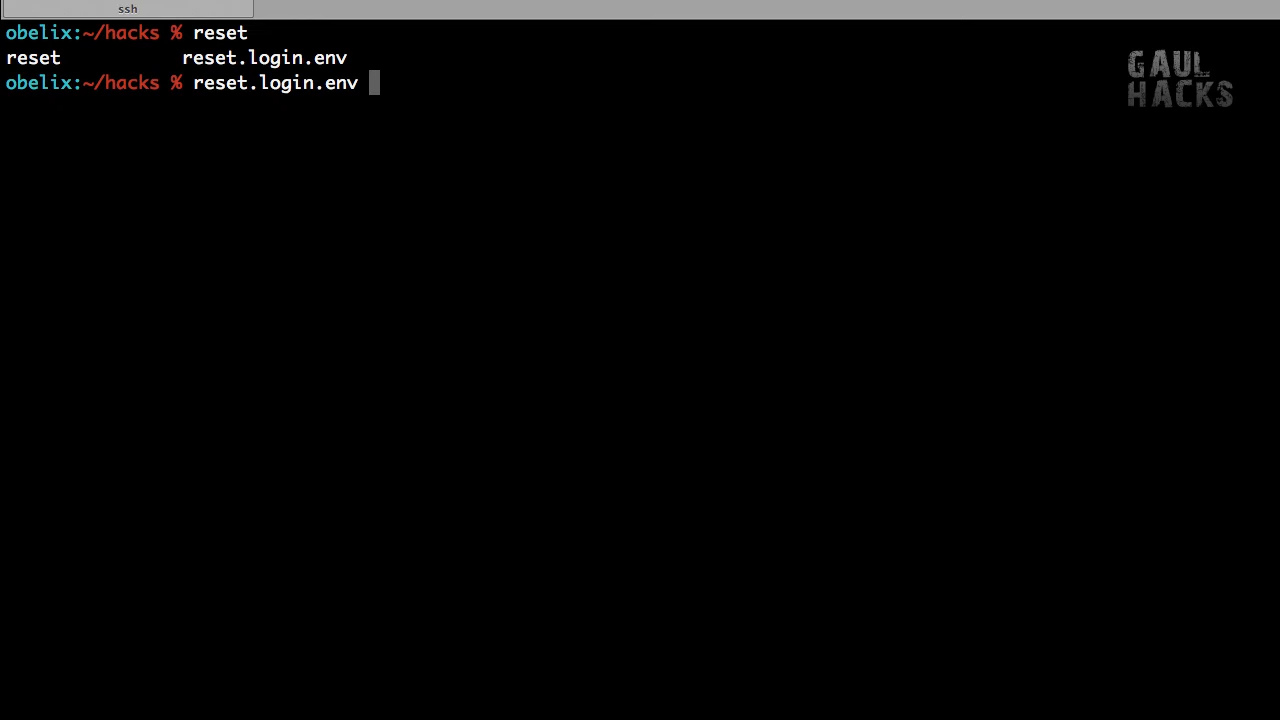 ssh
obelix:~/hacks % reset
reset           reset.login.env
obelix:~/hacks % reset.login.env
GAUL
HACKS